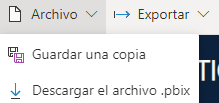 Archivo Exportar
Guardar una copia
Descargar el archivo .pbix